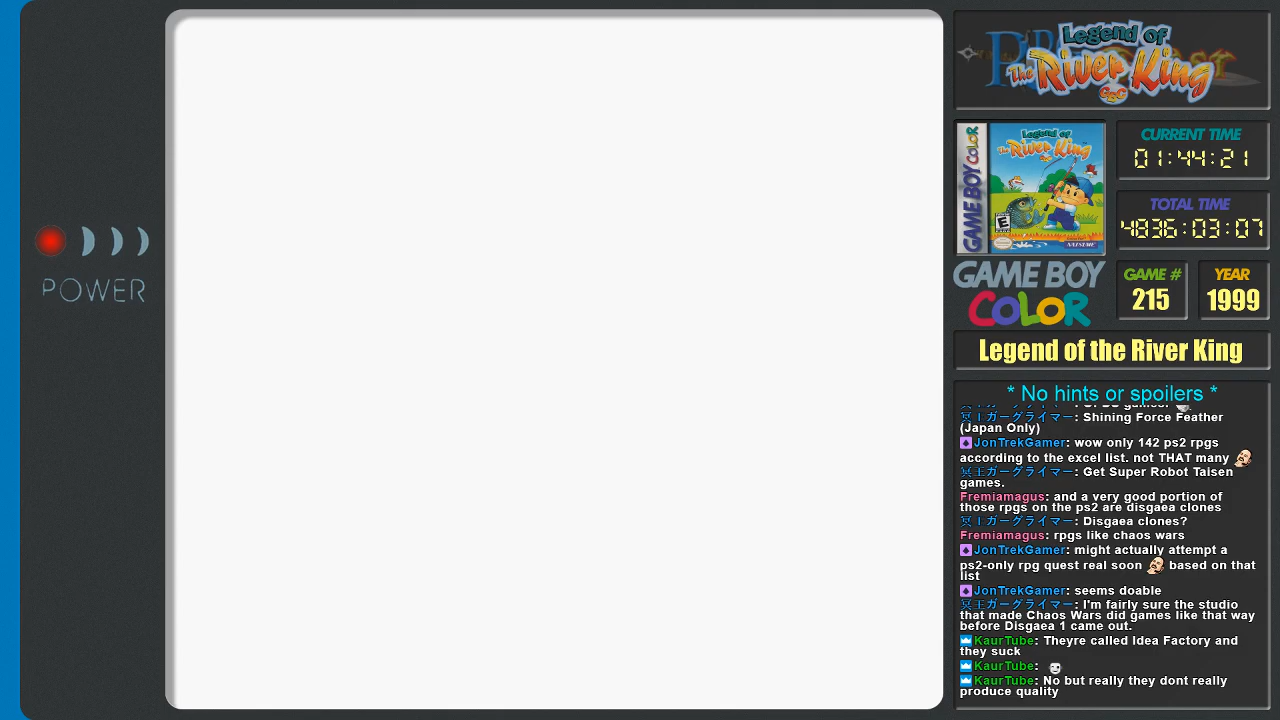 POWER
Legend of
The River King
GBC
GAME BOY COLOR
Legend of
The River King
GBC
NATSUME
CURRENT TIME
01:44:21
TOTAL TIME
4836:03:07
GAME BOY
COLOR
GAME #
215
YEAR
1999
Legend of the River King
* No hints or spoilers *
冥王ガーグライマー: Shining Force Feather
(Japan Only)
JonTrekGamer: wow only 142 ps2 rpgs
according to the excel list. not THAT many
冥王ガーグライマー: Get Super Robot Taisen
games.
Fremiamagus: and a very good portion of
those rpgs on the ps2 are disgaea clones
冥王ガーグライマー: Disgaea clones?
Fremiamagus: rpgs like chaos wars
JonTrekGamer: might actually attempt a
ps2-only rpg quest real soon based on that
list
JonTrekGamer: seems doable
冥王ガーグライマー: I'm fairly sure the studio
that made Chaos Wars did games like that way
before Disgaea 1 came out.
KaurTube: Theyre called Idea Factory and
they suck
KaurTube:
KaurTube: No but really they dont really
produce quality